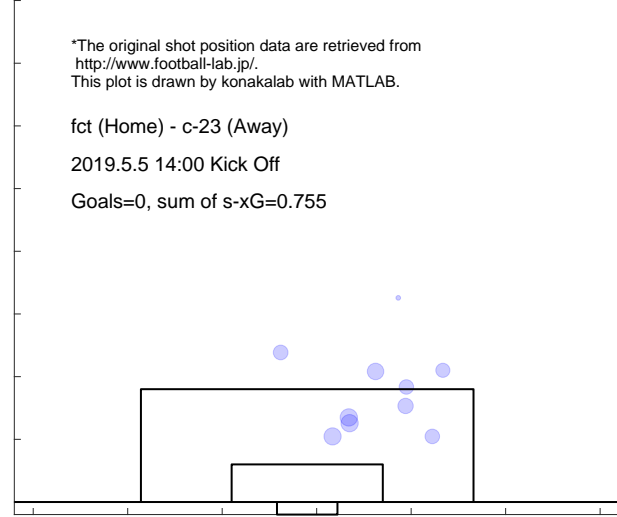 *The original shot position data are retrieved from
http://www.football-lab.jp/.
This plot is drawn by konakalab with MATLAB.
fct (Home) - c-23 (Away)
2019.5.5 14:00 Kick Off
Goals=0, sum of s-xG=0.755